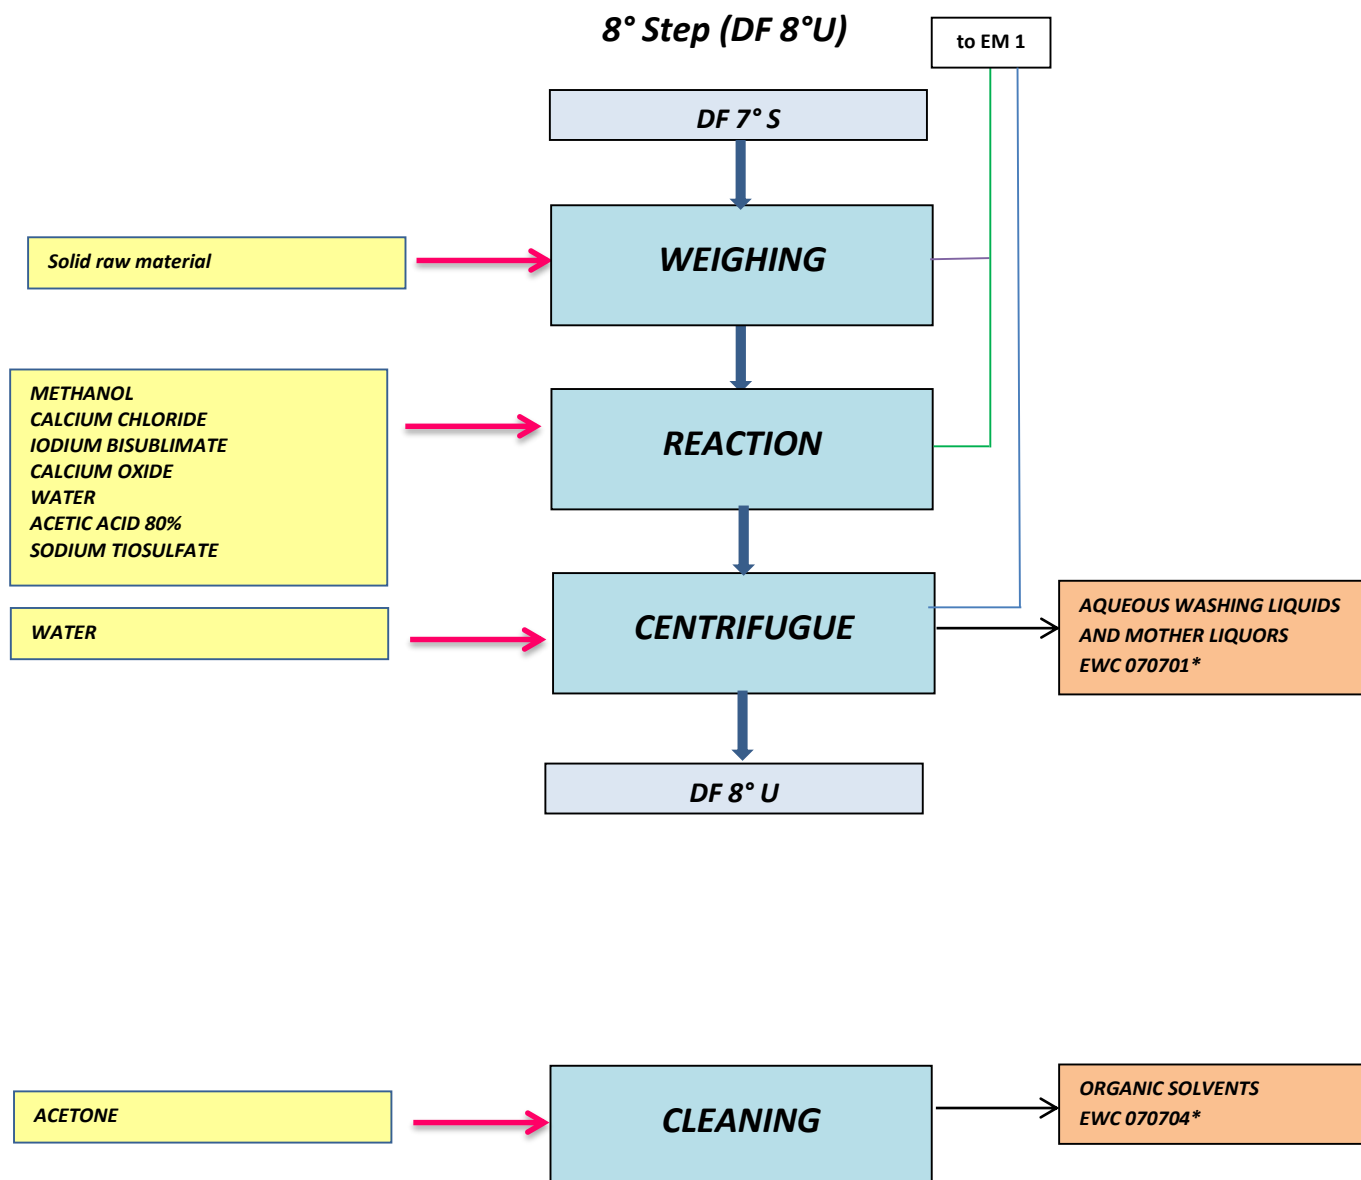 8° Step (DF 8°U)
to EM 1
DF 7° S
Solid raw material
WEIGHING
METHANOL
CALCIUM CHLORIDE
IODIUM BISUBLIMATE
CALCIUM OXIDE
WATER
ACETIC ACID 80%
SODIUM TIOSULFATE
REACTION
WATER
CENTRIFUGUE
AQUEOUS WASHING LIQUIDS
AND MOTHER LIQUORS
EWC 070701*
DF 8° U
ACETONE
CLEANING
ORGANIC SOLVENTS
EWC 070704*